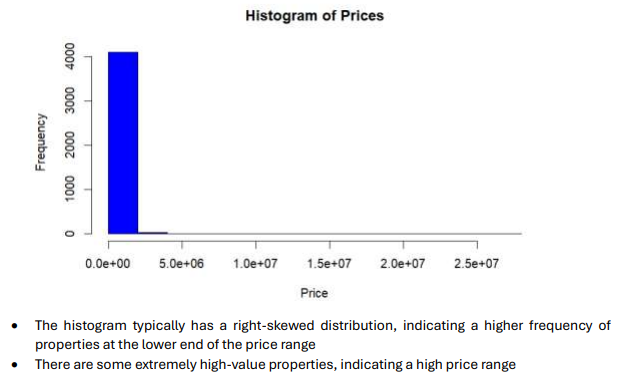 Histogram of Prices
4000
3000
2000
1000
0
Frequency
0.0e+00 5.0e+06 1.0e+07 1.5e+07 2.0e+07 2.5e+07
Price
• The histogram typically has a right-skewed distribution, indicating a higher frequency of
properties at the lower end of the price range
• There are some extremely high-value properties, indicating a high price range